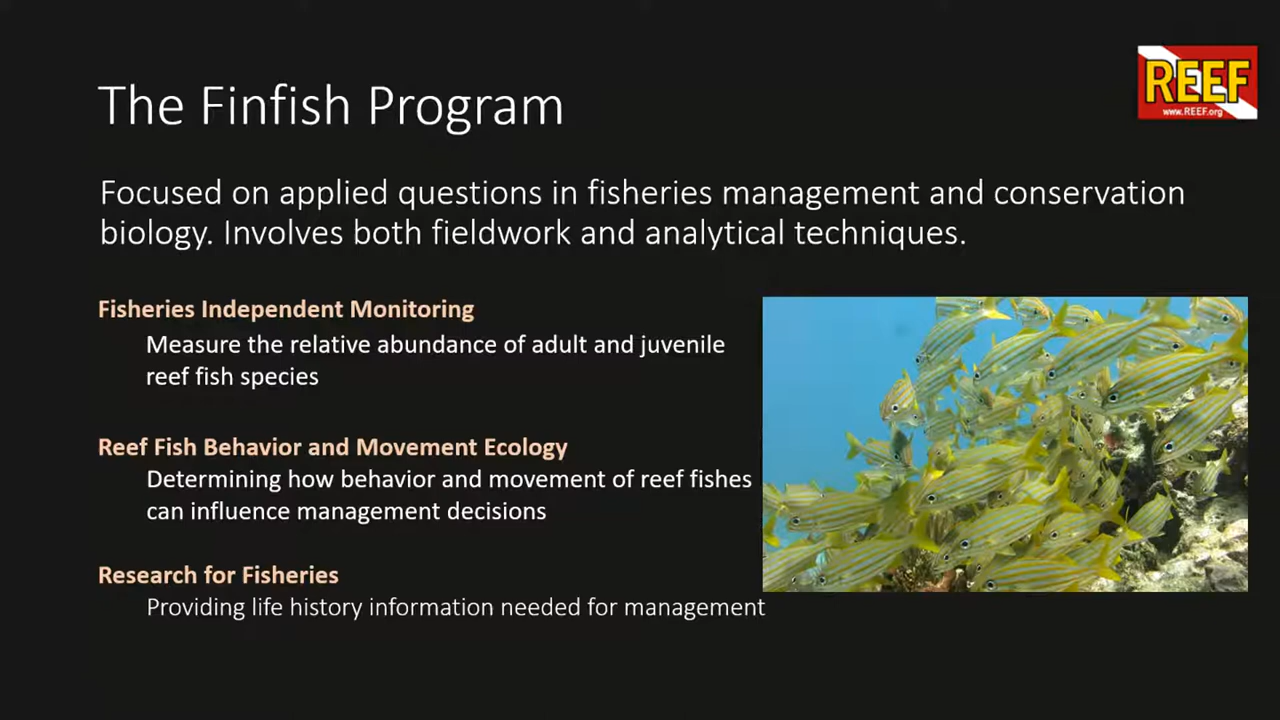 REEF
www.REEF.org
The Finfish Program
Focused on applied questions in fisheries management and conservation
biology. Involves both fieldwork and analytical techniques.
Fisheries Independent Monitoring
Measure the relative abundance of adult and juvenile
reef fish species
Reef Fish Behavior and Movement Ecology
Determining how behavior and movement of reef fishes
can influence management decisions
Research for Fisheries
Providing life history information needed for management